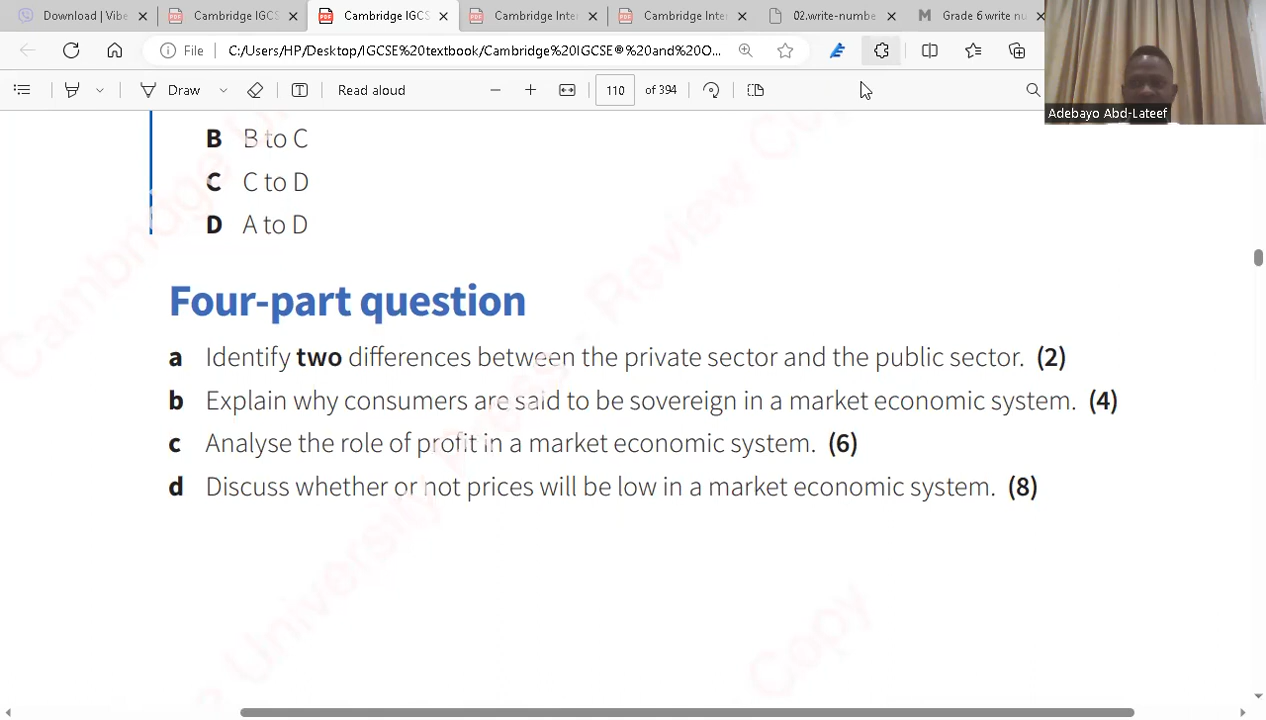 Download | Vibe
Cambridge IGCS
Cambridge IGCS
Cambridge Inte
Cambridge Inte
02.write-numbe
Grade 6 write nu
File
C:/Users/HP/Desktop/IGCSE%20textbook/Cambridge%20IGCSE®%20and%20O...
Draw
Read aloud
110 of 394
Adebayo Abd-Lateef
B B to C
C C to D
D A to D
Four-part question
a Identify two differences between the private sector and the public sector. (2)
b Explain why consumers are said to be sovereign in a market economic system. (4)
c Analyse the role of profit in a market economic system. (6)
d Discuss whether or not prices will be low in a market economic system. (8)